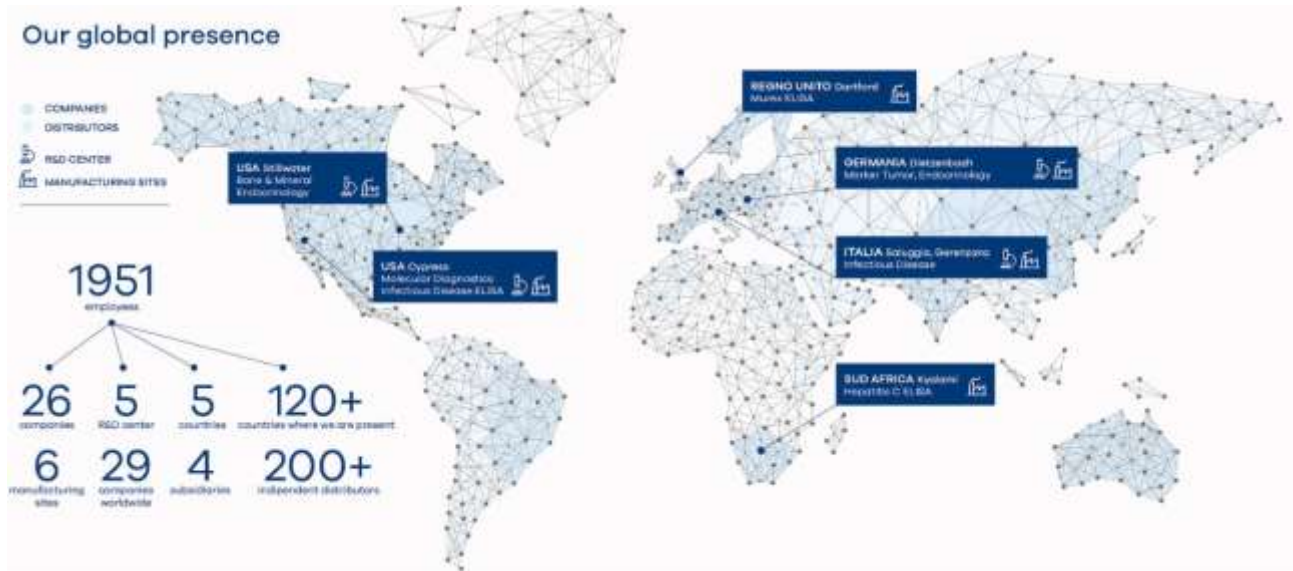 Our global presence
COMPANIES
DISTRIBUTORS
R&D CENTER
MANUFACTURING SITES
1951
employees
26
companies
5
R&D center
5
countries
120+
countries where we are present
6
manufacturing
sites
29
companies
worldwide
4
subsidiaries
200+
indipendent distributors
USA Stillwater
Bone & Mineral
Endocrinology
USA Cypress
Molecular Diagnostics
Infectious Disease ELISA
REGNO UNITO Dartford
Murex ELISA
GERMANIA Dietzenbach
Marker Tumor, Endocrinology
ITALIA Saluggia, Gerenzano
Infectious Disease
SUD AFRICA Kyalami
Hepatitis C ELISA